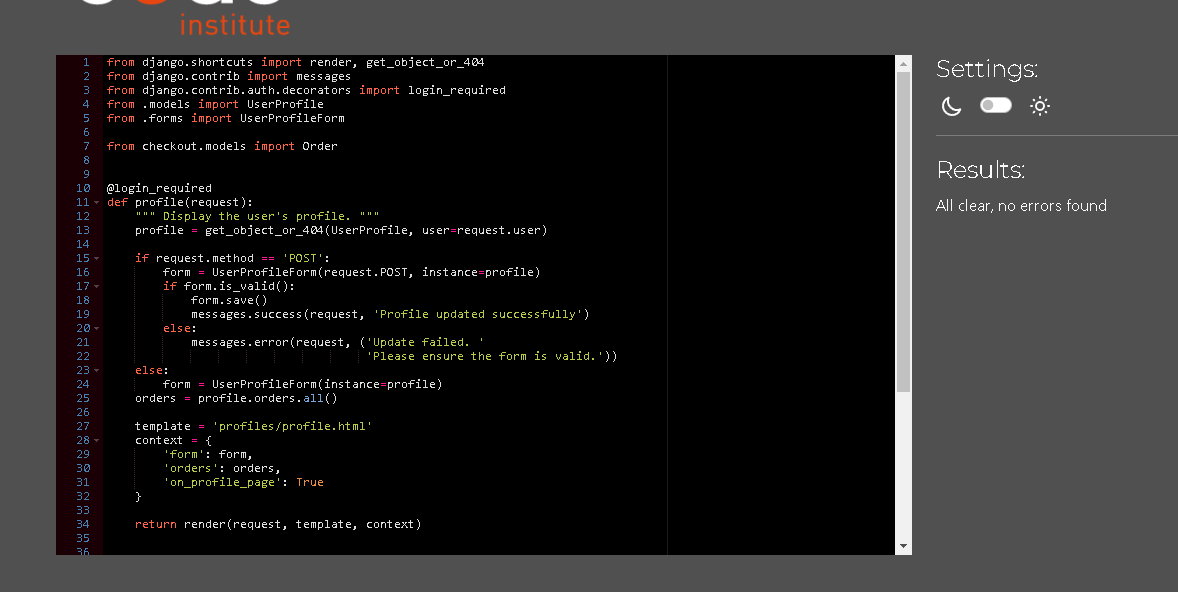 institute
1 from django.shortcuts import render, get_object_or_404
2 from django.contrib import messages
3 from django.contrib.auth.decorators import login_required
4 from .models import UserProfile
5 from .forms import UserProfileForm
6
7 from checkout.models import Order
8
9
10 @login_required
11 def profile(request):
12     """ Display the user's profile. """
13     profile = get_object_or_404(UserProfile, user=request.user)
14
15     if request.method == 'POST':
16         form = UserProfileForm(request.POST, instance=profile)
17         if form.is_valid():
18             form.save()
19             messages.success(request, 'Profile updated successfully')
20         else:
21             messages.error(request, ('Update failed. '
22                                      'Please ensure the form is valid.'))
23     else:
24         form = UserProfileForm(instance=profile)
25     orders = profile.orders.all()
26
27     template = 'profiles/profile.html'
28     context = {
29         'form': form,
30         'orders': orders,
31         'on_profile_page': True
32     }
33
34     return render(request, template, context)
35
36
Settings:
Results:
All clear, no errors found